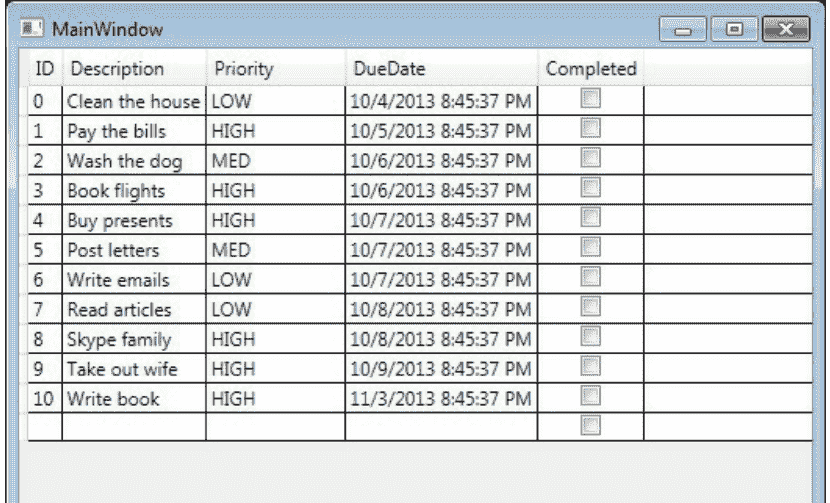 MainWindow
ID Description Priority DueDate Completed
0 Clean the house LOW 10/4/2013 8:45:37 PM
1 Pay the bills HIGH 10/5/2013 8:45:37 PM
2 Wash the dog MED 10/6/2013 8:45:37 PM
3 Book flights HIGH 10/6/2013 8:45:37 PM
4 Buy presents HIGH 10/7/2013 8:45:37 PM
5 Post letters MED 10/7/2013 8:45:37 PM
6 Write emails LOW 10/7/2013 8:45:37 PM
7 Read articles LOW 10/8/2013 8:45:37 PM
8 Skype family HIGH 10/8/2013 8:45:37 PM
9 Take out wife HIGH 10/9/2013 8:45:37 PM
10 Write book HIGH 11/3/2013 8:45:37 PM